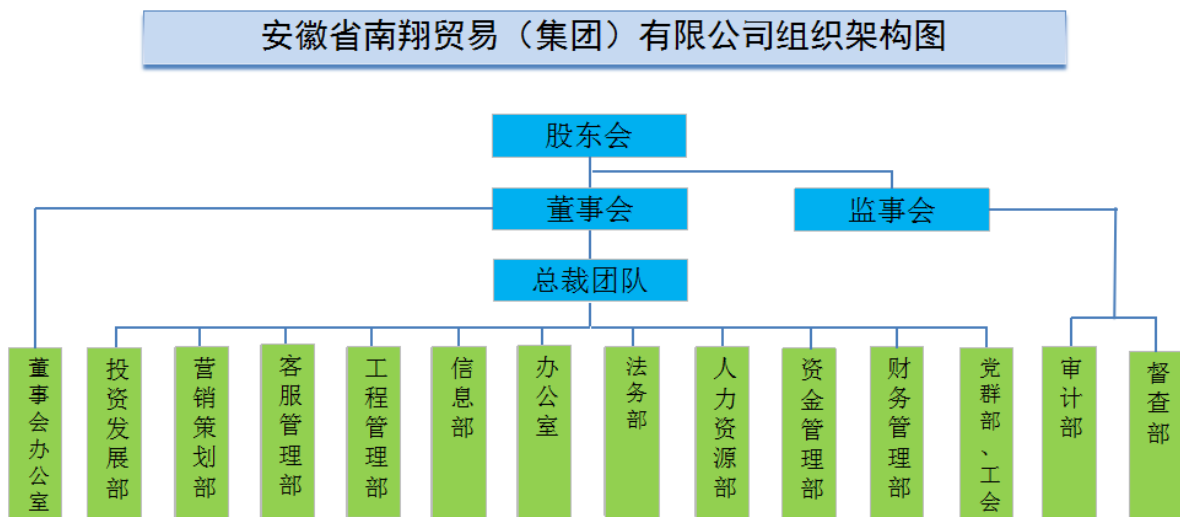 安徽省南翔贸易（集团）有限公司组织架构图
股东会
董事会
监事会
总裁团队
董事会办公室
投资发展部
营销策划部
客服管理部
工程管理部
信息部
办公室
法务部
人力资源部
资金管理部
财务管理部
党群部、工会
审计部
督查部